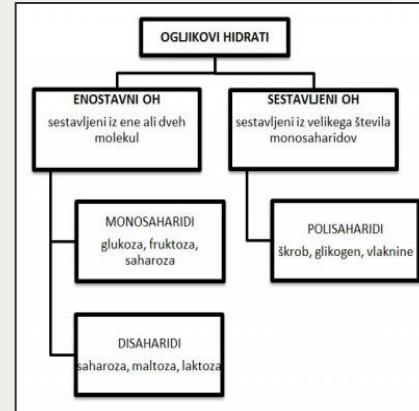 OGLJIKOVI HIDRATI
ENOSTAVNI OH
sestavljeni iz ene ali dveh
molekul
SESTAVLJENI OH
sestavljeni iz velikega števila
monosaharidov
MONOSAHARIDI
glukoza, fruktoza,
saharoza
POLISAHARIDI
škrob, glikogen, vlaknine
DISAHARIDI
saharoza, maltoza, laktoza